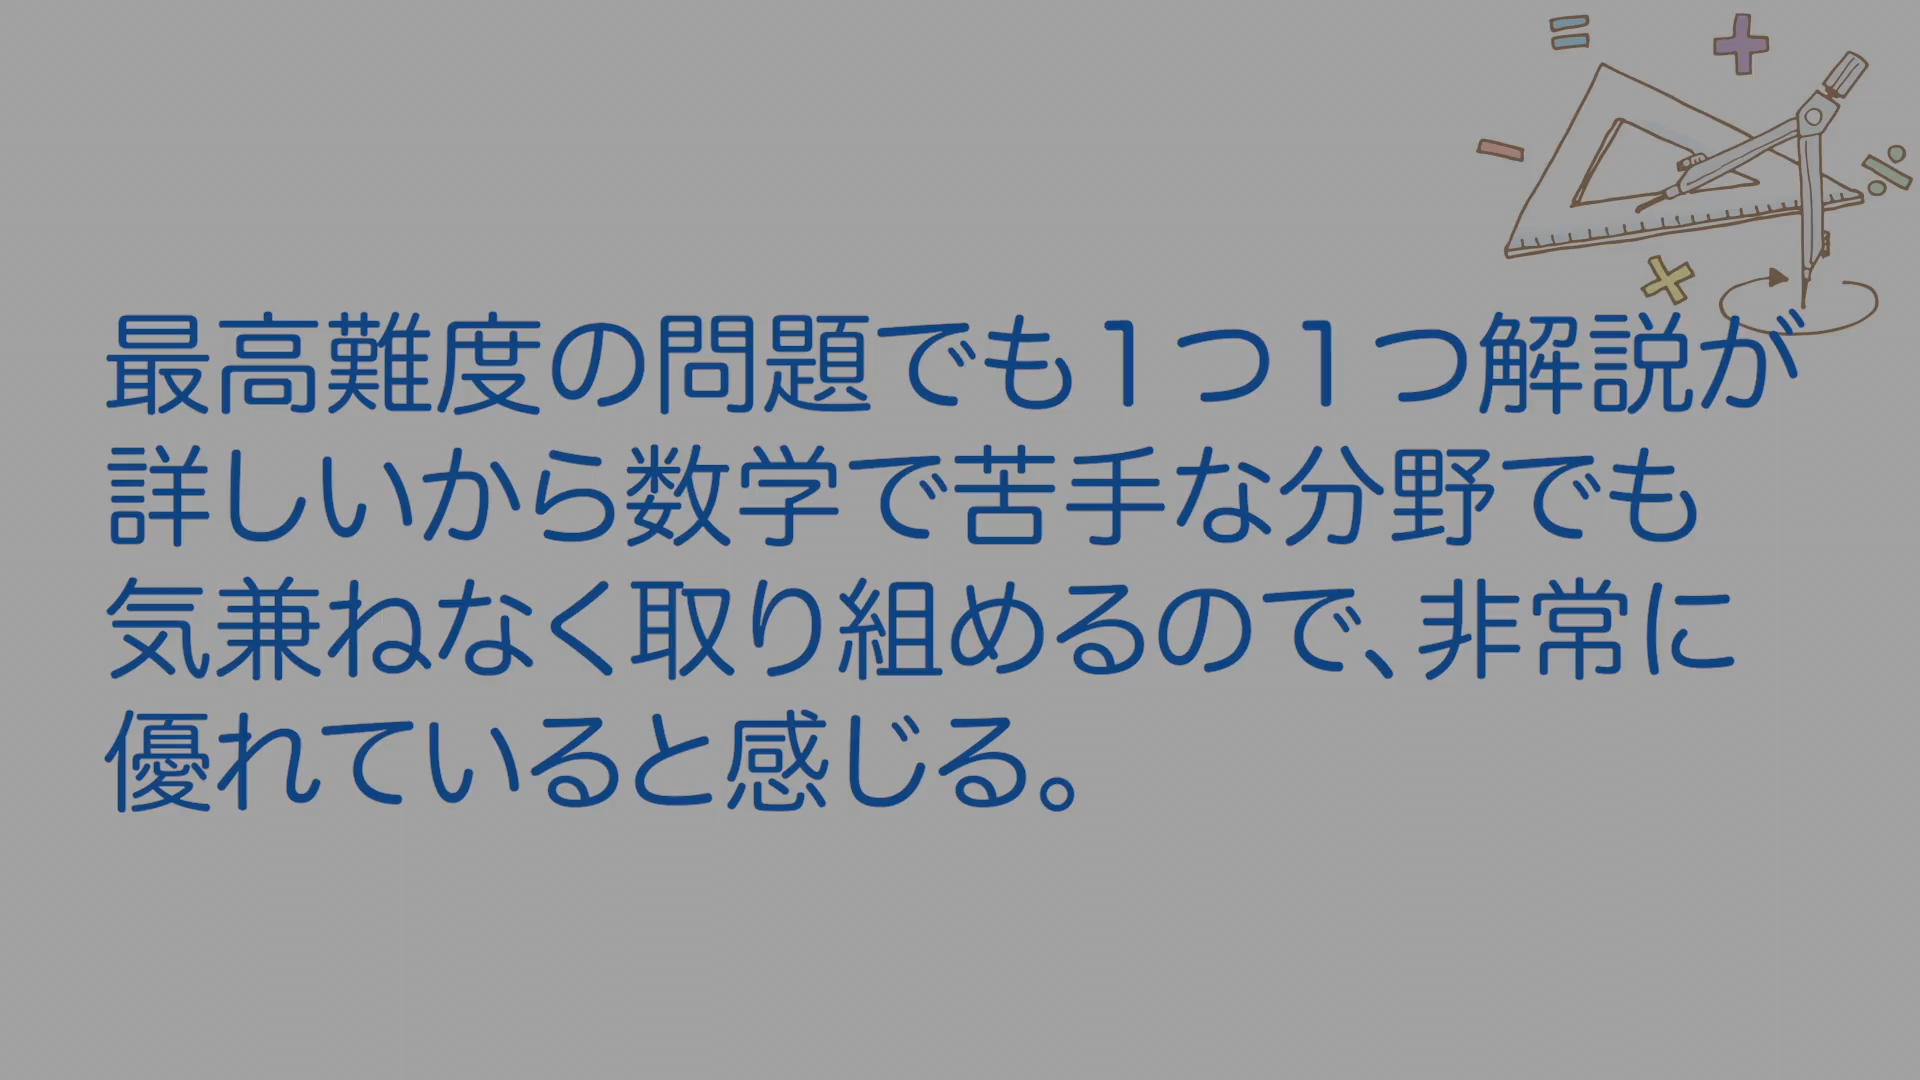 最高難度の問題でも1つ1つ解説が
詳しいから数学で苦手な分野でも
気兼ねなく取り組めるので、非常に
優れていると感じる。